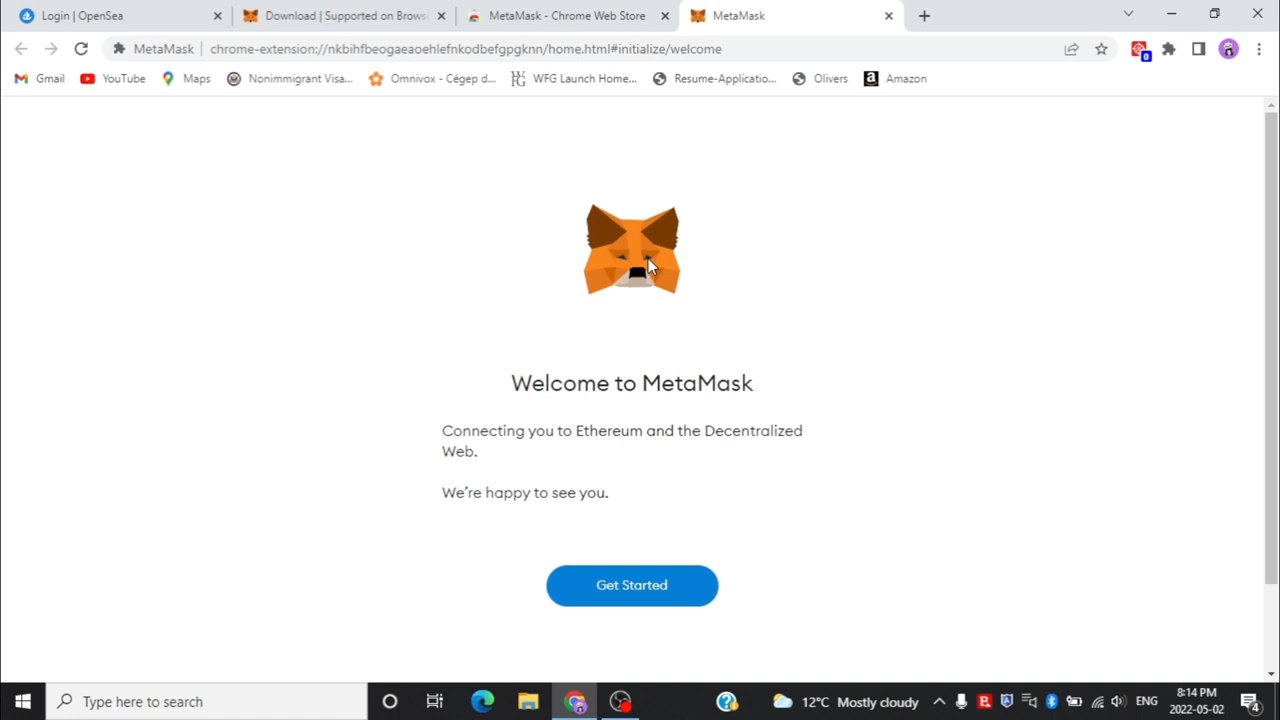 Login | OpenSea
Download | Supported on Brows
MetaMask - Chrome Web Store
MetaMask
MetaMask
chrome-extension://nkbihfbeogaeaoehlefnkodbefgpgknn/home.html#initialize/welcome
0
Gmail
YouTube
Maps
Nonimmigrant Visa...
Omnivox - Cégep d...
WFG Launch Home...
Resume-Applicatio...
Olivers
Amazon
Welcome to MetaMask
Connecting you to Ethereum and the Decentralized
Web.
We're happy to see you.
Get Started
Type here to search
12°C Mostly cloudy
ENG
8:14 PM
2022-05-02
4